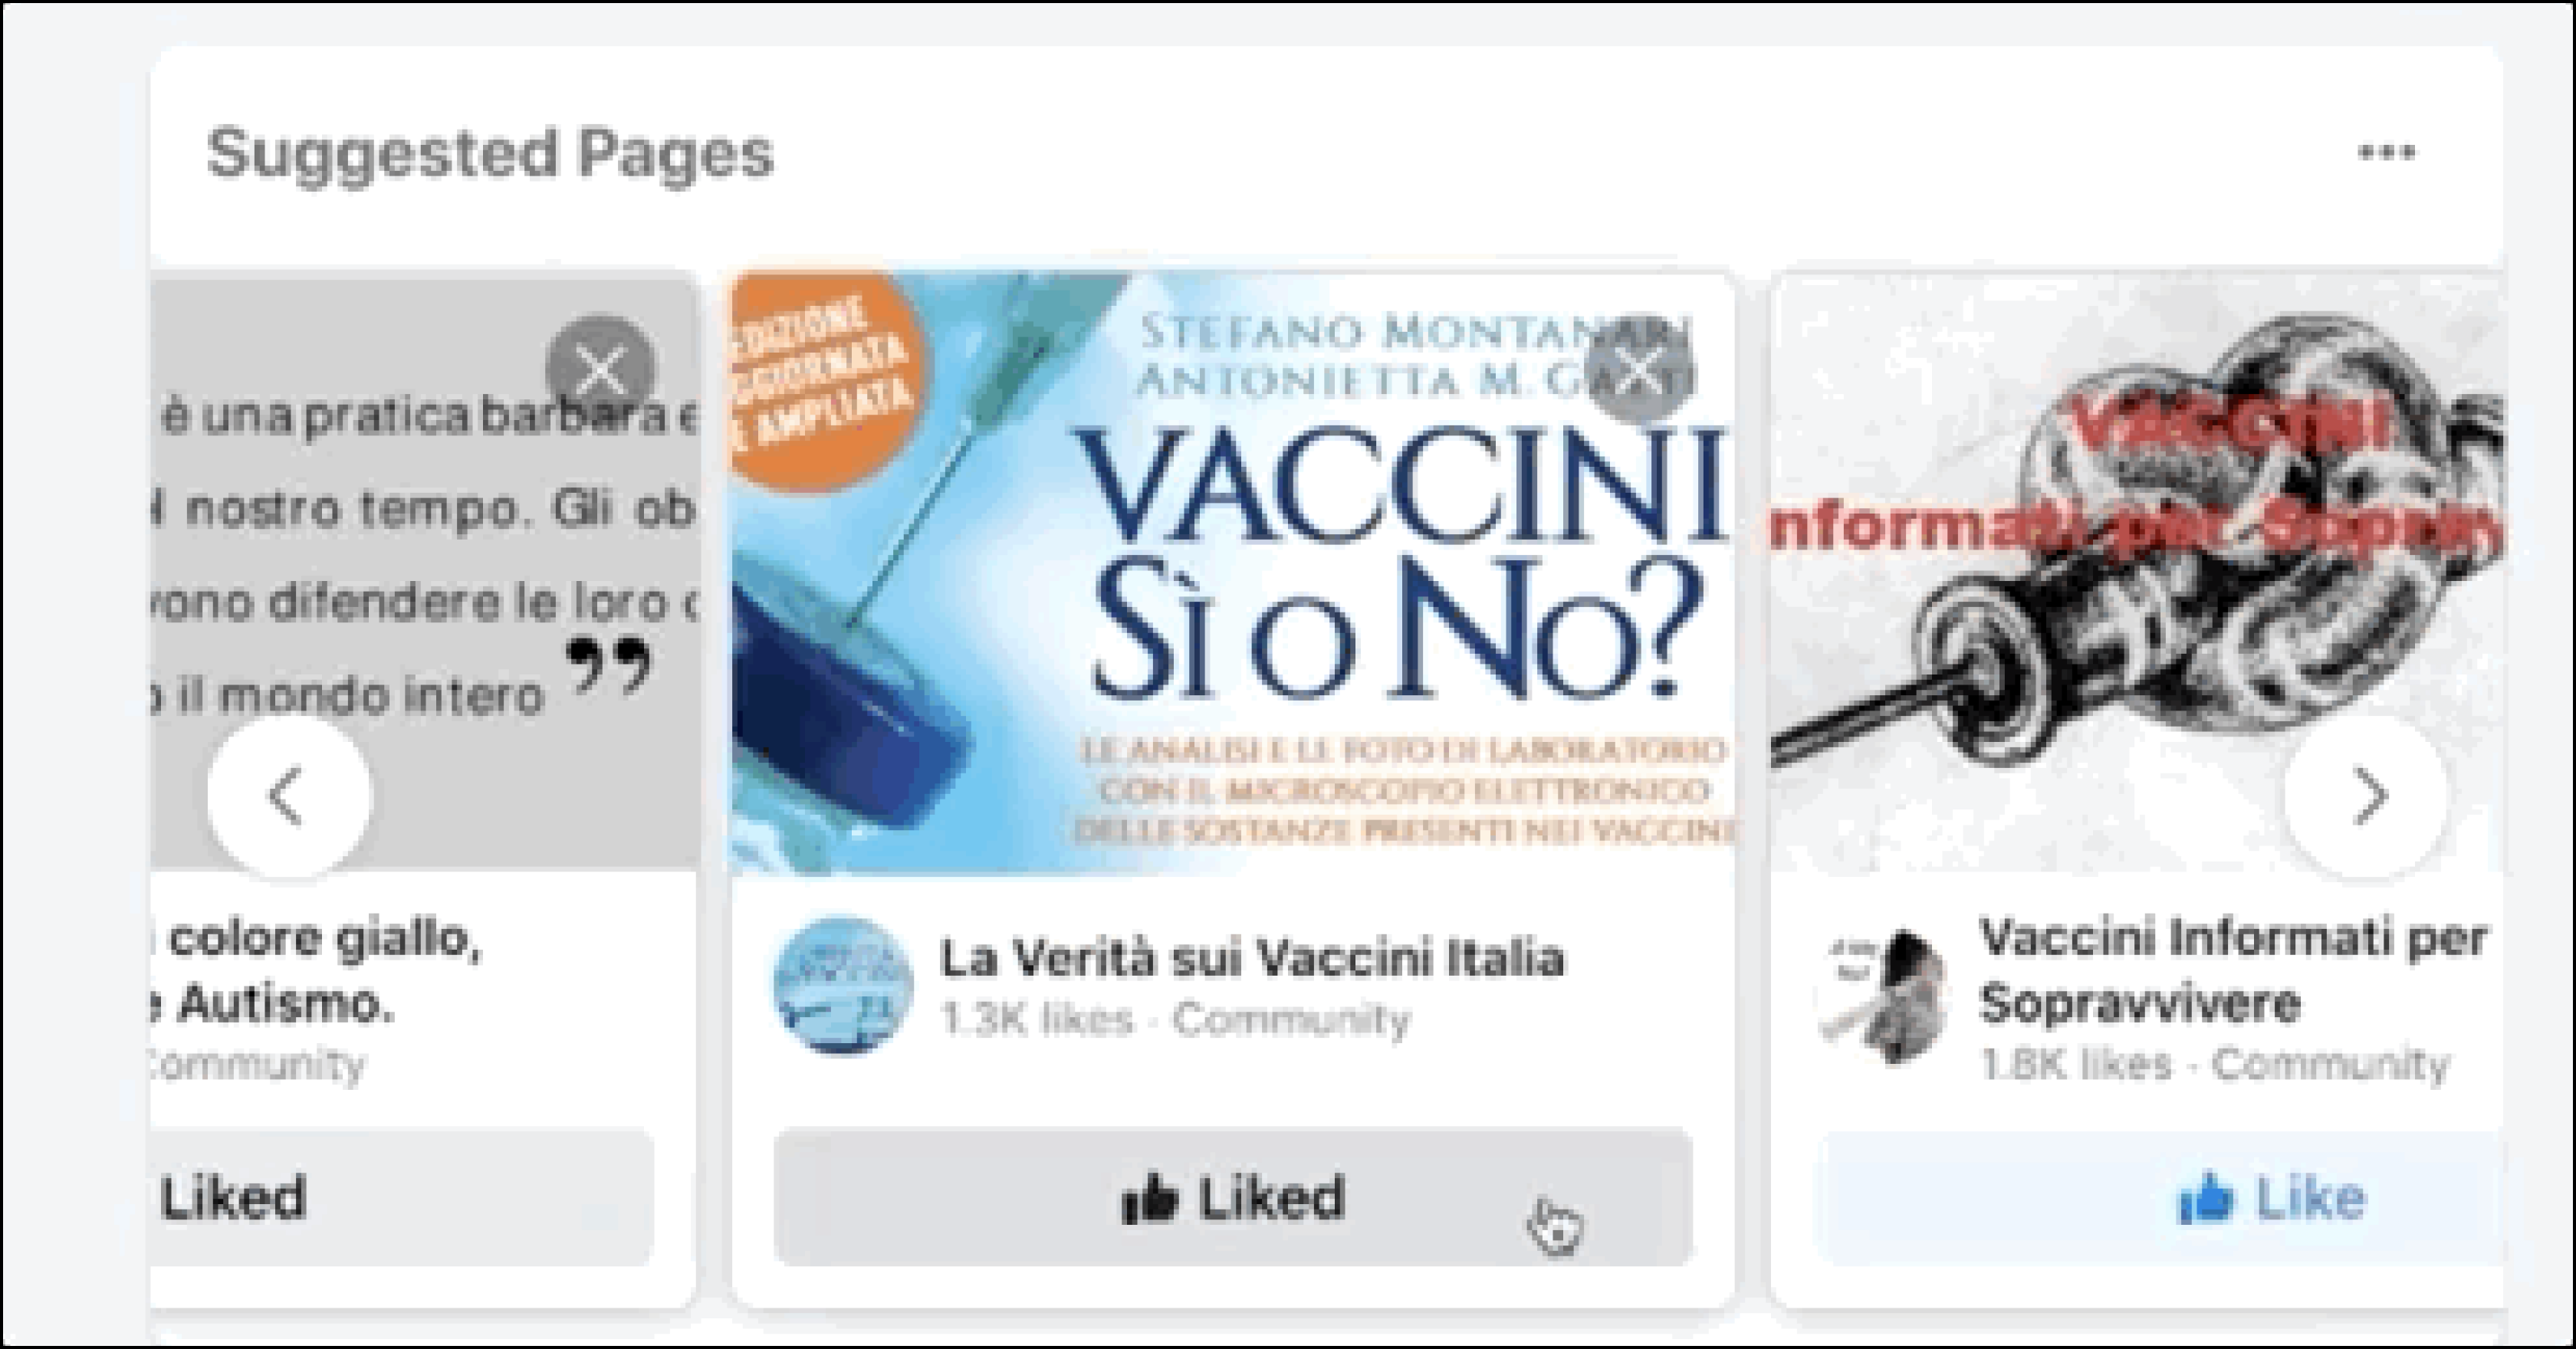 Suggested Pages
è una pratica barbara e
nostro tempo. Gli ob
vono difendere le loro
il mondo intero ”
colore giallo,
e Autismo.
Community
Liked
EDIZIONE
AGGIORNATA
E AMPLIATA
STEFANO MONTANARI
ANTONIETTA M. GATTI
VACCINI
SÌ O NO?
LE ANALISI E LE FOTO DI LABORATORIO
CON IL MICROSCOPIO ELETTRONICO
DELLE SOSTANZE PRESENTI NEI VACCINI
La Verità sui Vaccini Italia
1.3K likes · Community
Liked
VACCINI
nformati per Soprav
Vaccini Informati per
Sopravvivere
1.8K likes · Community
Like